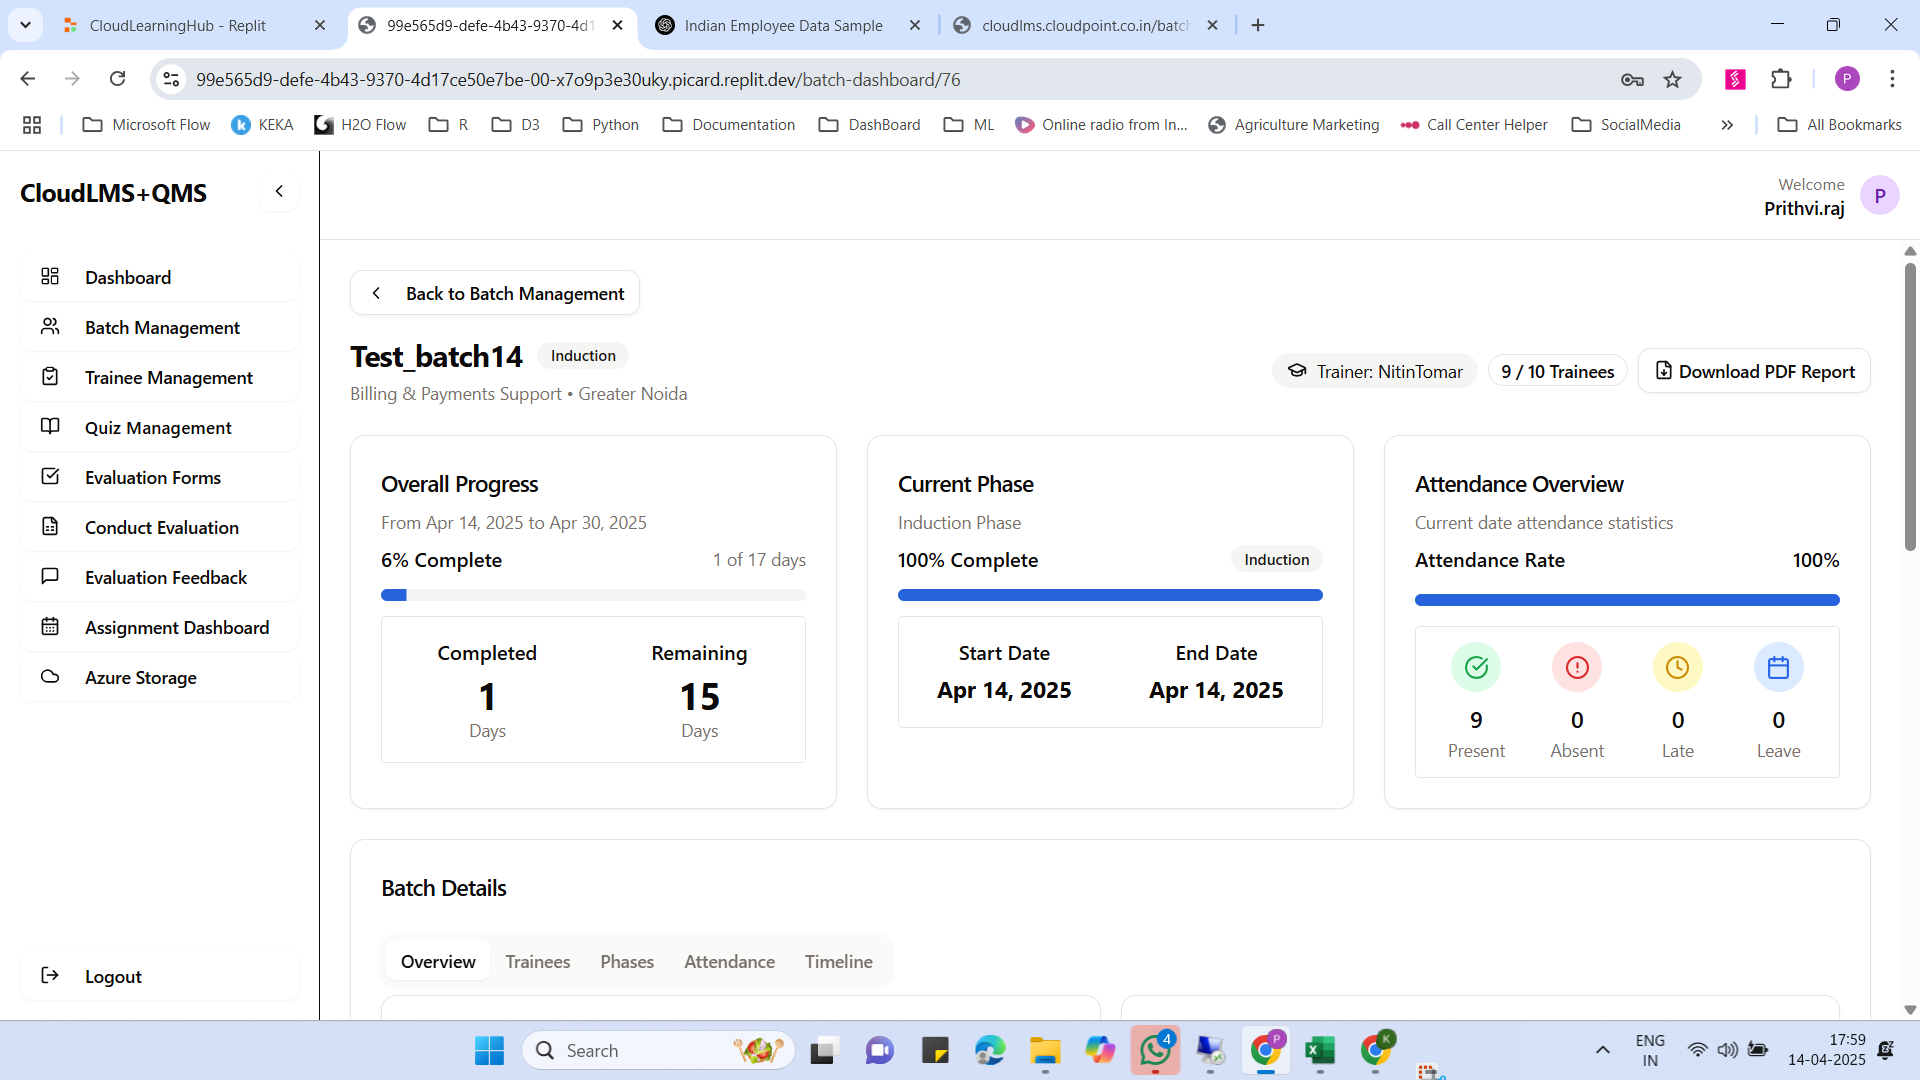 CloudLearningHub - Replit
99e565d9-defe-4b43-9370-4d1
Indian Employee Data Sample
cloudlms.cloudpoint.co.in/batch
99e565d9-defe-4b43-9370-4d17ce50e7be-00-x7o9p3e30uky.picard.replit.dev/batch-dashboard/76
P
Microsoft Flow
KEKA
H2O Flow
R
D3
Python
Documentation
DashBoard
ML
Online radio from In...
Agriculture Marketing
Call Center Helper
SocialMedia
All Bookmarks
CloudLMS+QMS
Welcome
Prithvi.raj
P
Dashboard
Batch Management
Trainee Management
Quiz Management
Evaluation Forms
Conduct Evaluation
Evaluation Feedback
Assignment Dashboard
Azure Storage
Logout
Back to Batch Management
Test_batch14
Induction
Billing & Payments Support • Greater Noida
Trainer: NitinTomar
9 / 10 Trainees
Download PDF Report
Overall Progress
From Apr 14, 2025 to Apr 30, 2025
6% Complete
1 of 17 days
Completed
1
Days
Remaining
15
Days
Current Phase
Induction Phase
100% Complete
Induction
Start Date
Apr 14, 2025
End Date
Apr 14, 2025
Attendance Overview
Current date attendance statistics
Attendance Rate
100%
9
Present
0
Absent
0
Late
0
Leave
Batch Details
Overview
Trainees
Phases
Attendance
Timeline
Search
4
P
K
ENG
IN
17:59
14-04-2025